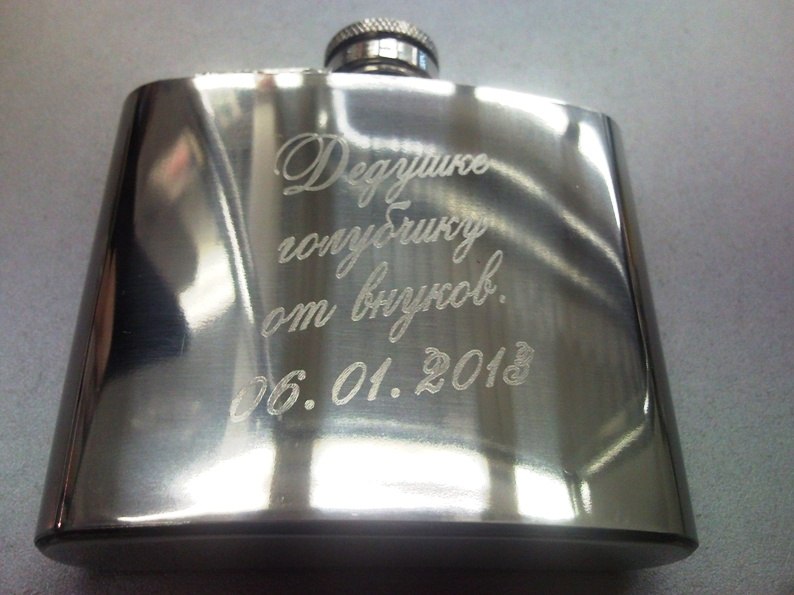 Дедушке
голубчику
от внуков.
06.01.2013